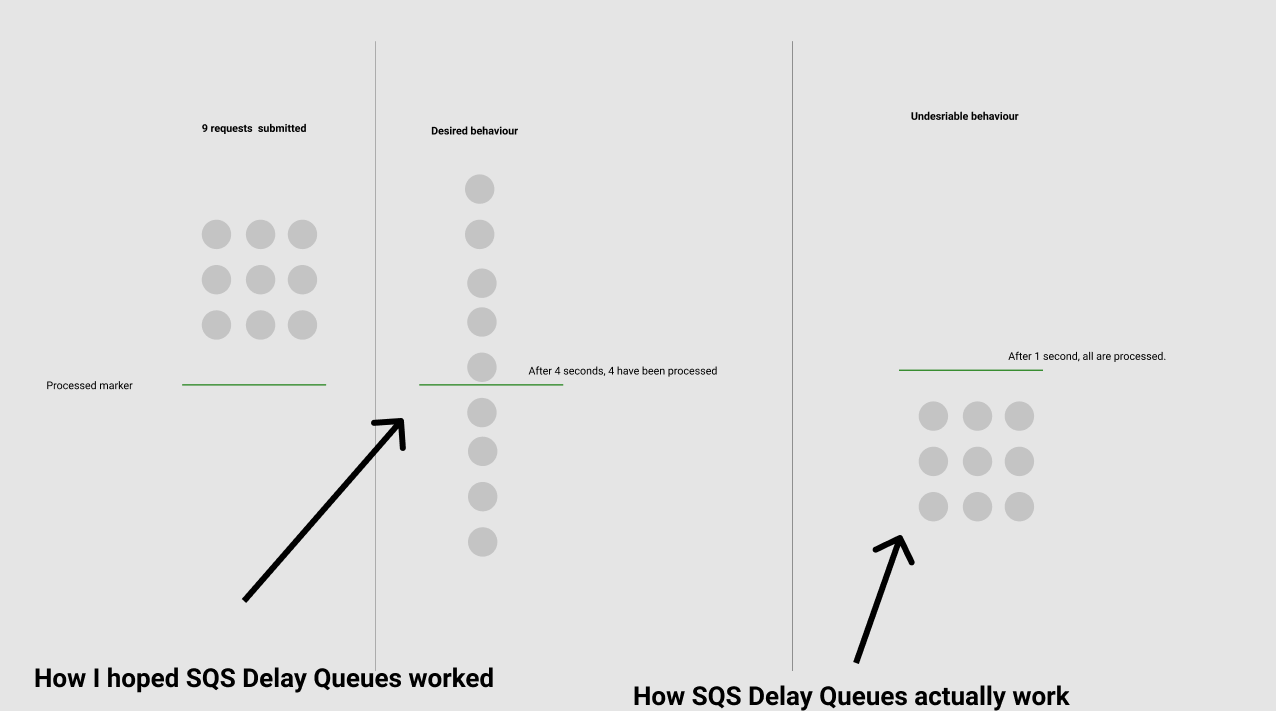 9 requests  submitted
Desired behaviour
Undesriable behaviour
Processed marker
After 4 seconds, 4 have been processed
After 1 second, all are processed.
How I hoped SQS Delay Queues worked
How SQS Delay Queues actually work